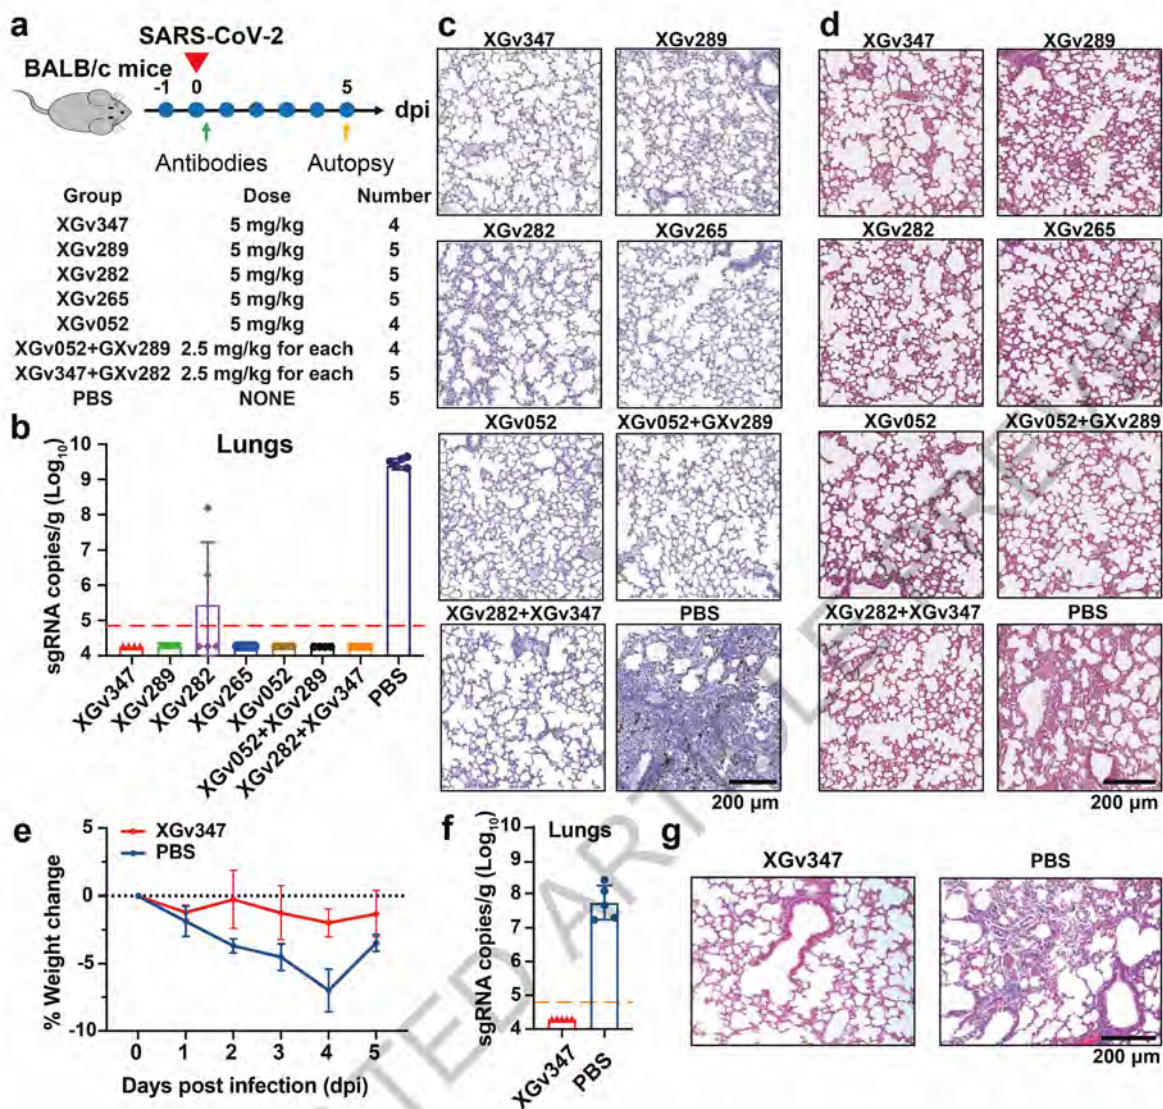 a
SARS-CoV-2
BALB/c mice
-1 0 5 dpi
Antibodies Autopsy
Group Dose Number
XGv347 5 mg/kg 4
XGv289 5 mg/kg 5
XGv282 5 mg/kg 5
XGv265 5 mg/kg 5
XGv052 5 mg/kg 4
XGv052+GXv289 2.5 mg/kg for each 4
XGv347+GXv282 2.5 mg/kg for each 5
PBS NONE 5
b
Lungs
sgRNA copies/g (Log10)
10
9
8
7
6
5
4
XGv347 XGv289 XGv282 XGv265 XGv052 XGv052+XGv289 XGv282+XGv347 PBS
c
XGv347 XGv289
XGv282 XGv265
XGv052 XGv052+GXv289
XGv282+XGv347 PBS
200 μm
d
XGv347 XGv289
XGv282 XGv265
XGv052 XGv052+GXv289
XGv282+XGv347 PBS
200 μm
e
XGv347
PBS
% Weight change
5
0
-5
-10
0 1 2 3 4 5
Days post infection (dpi)
f
Lungs
sgRNA copies/g (Log10)
10
9
8
7
6
5
4
XGv347 PBS
g
XGv347 PBS
200 μm